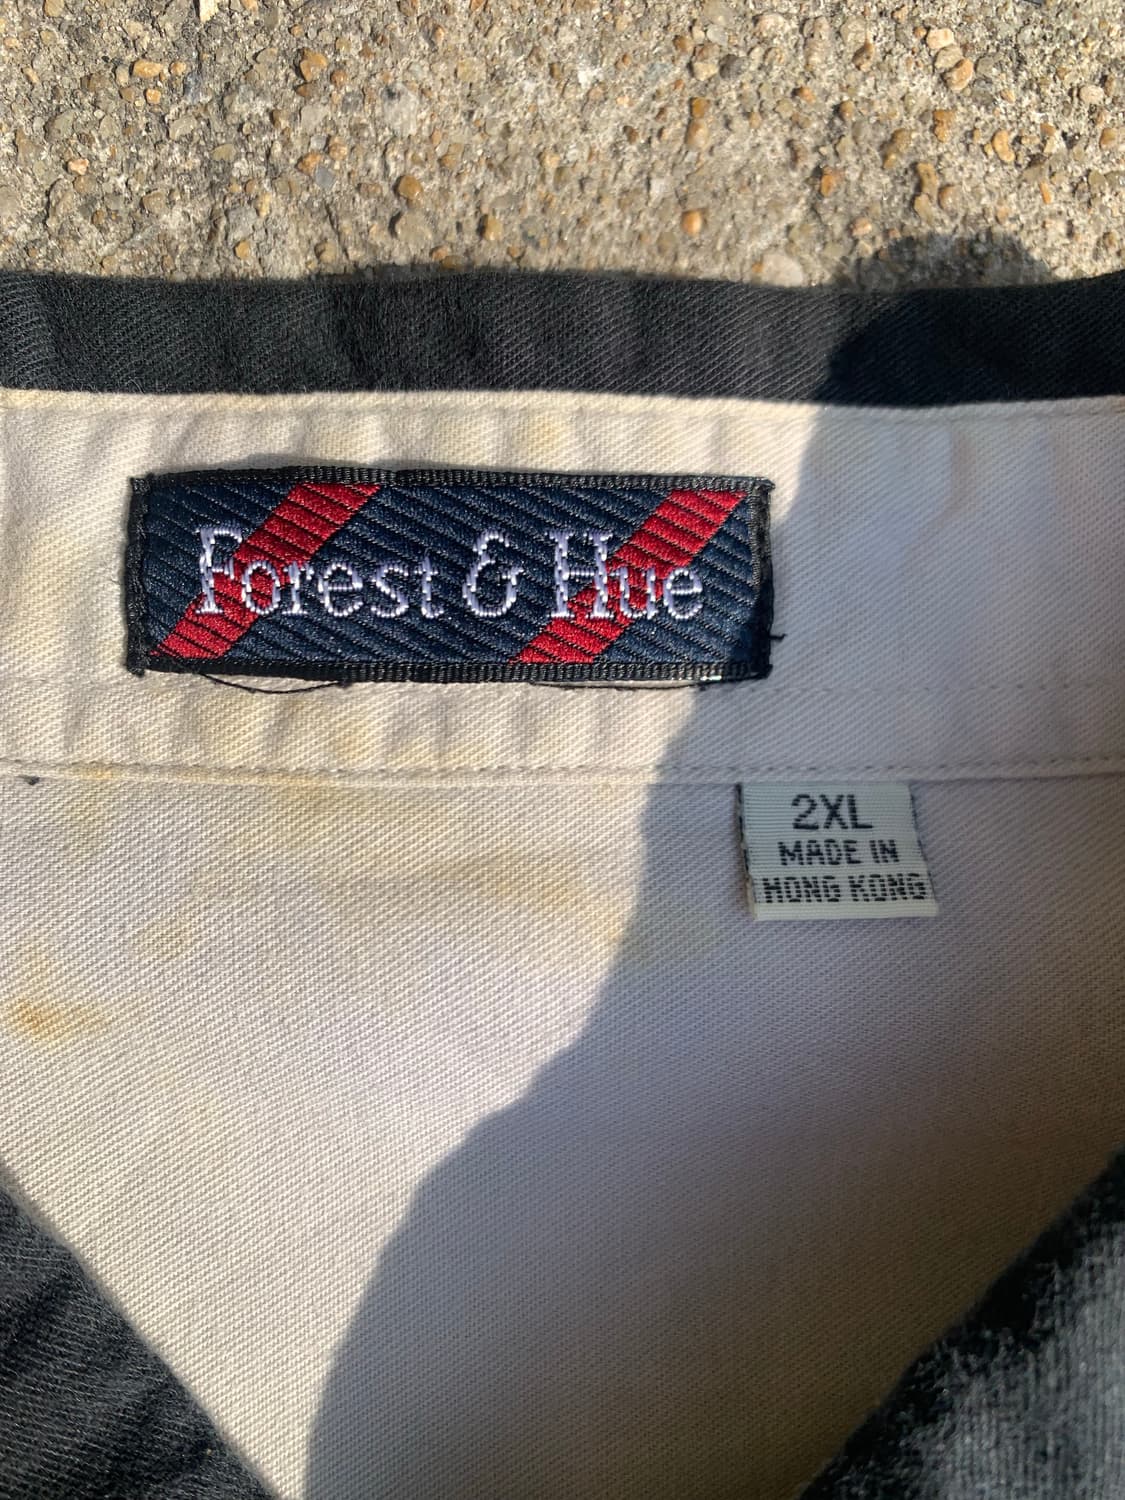 Forest & Hue
2XL
MADE IN
HONG KONG